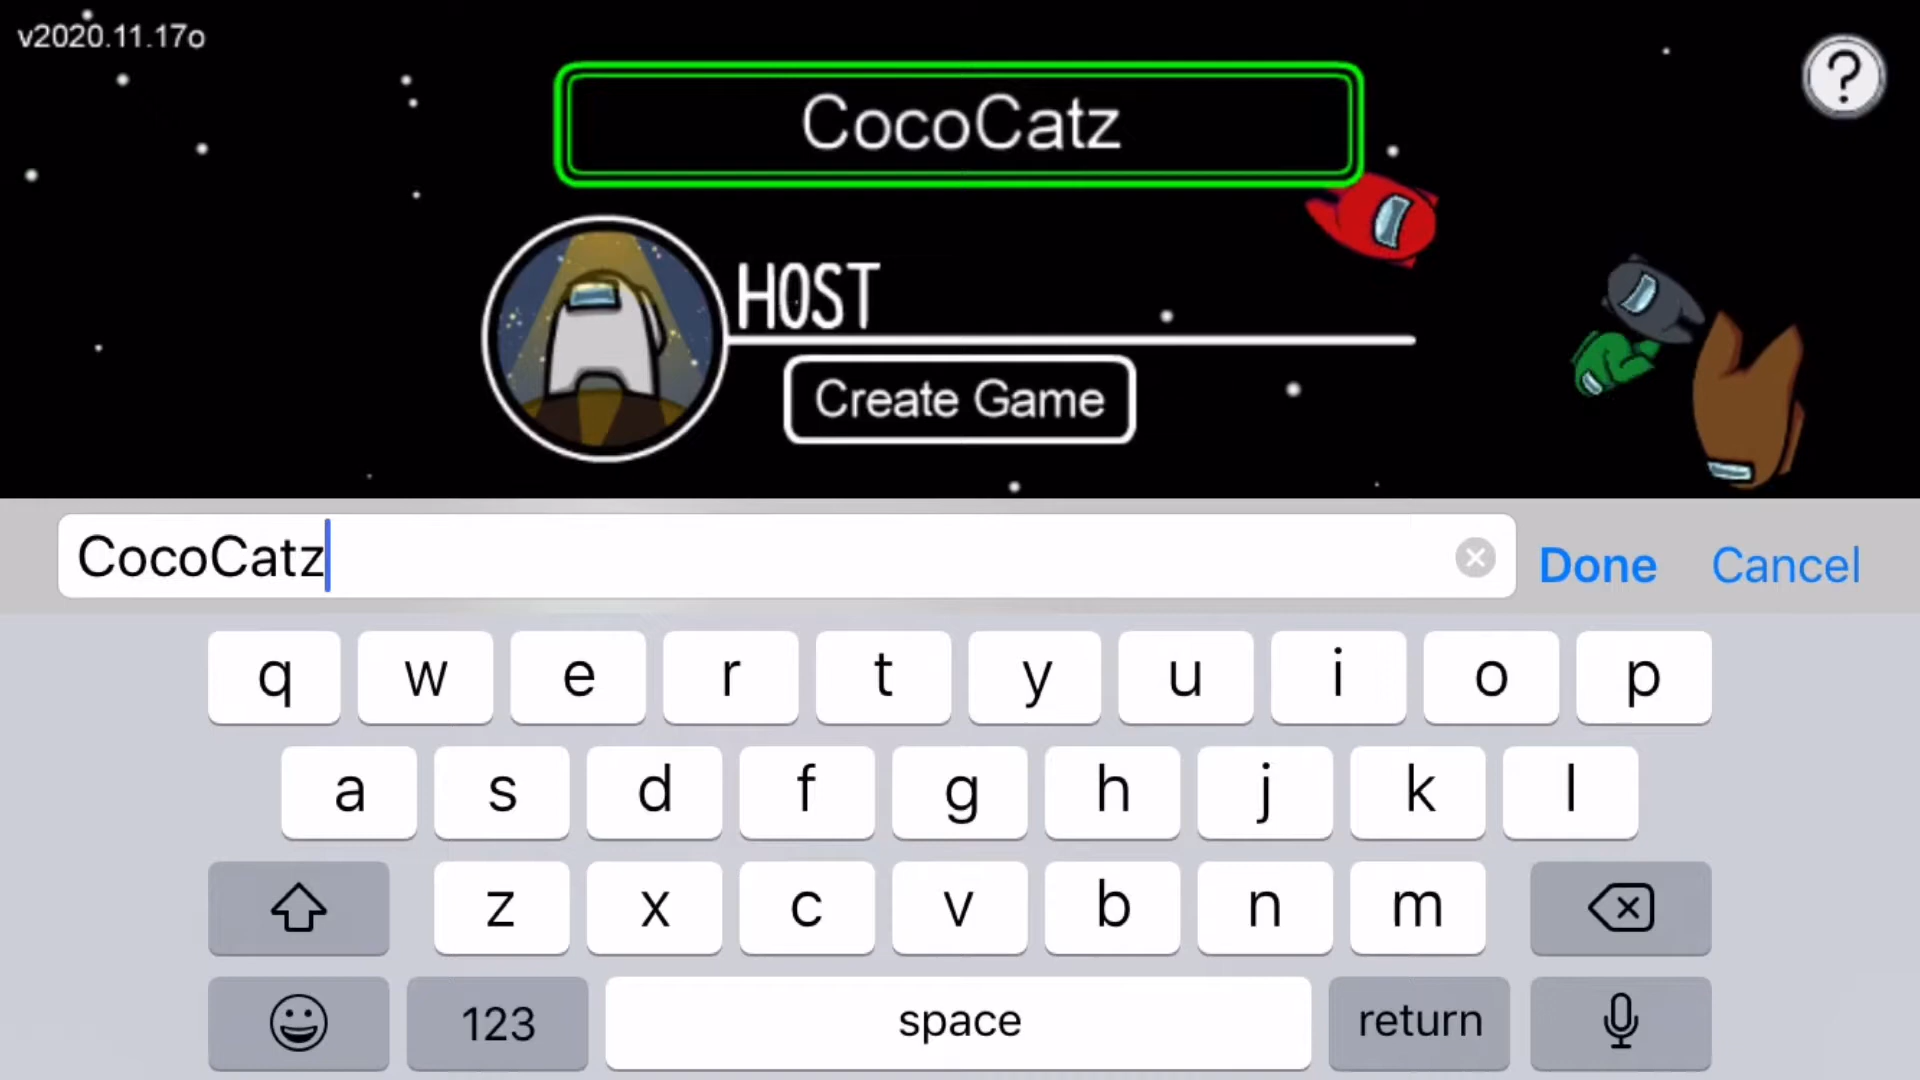 v2020.11.17o
?
CocoCatz
HOST
Create Game
CocoCatz
Done
Cancel
q w e r t y u i o p
a s d f g h j k l
z x c v b n m
123
space
return